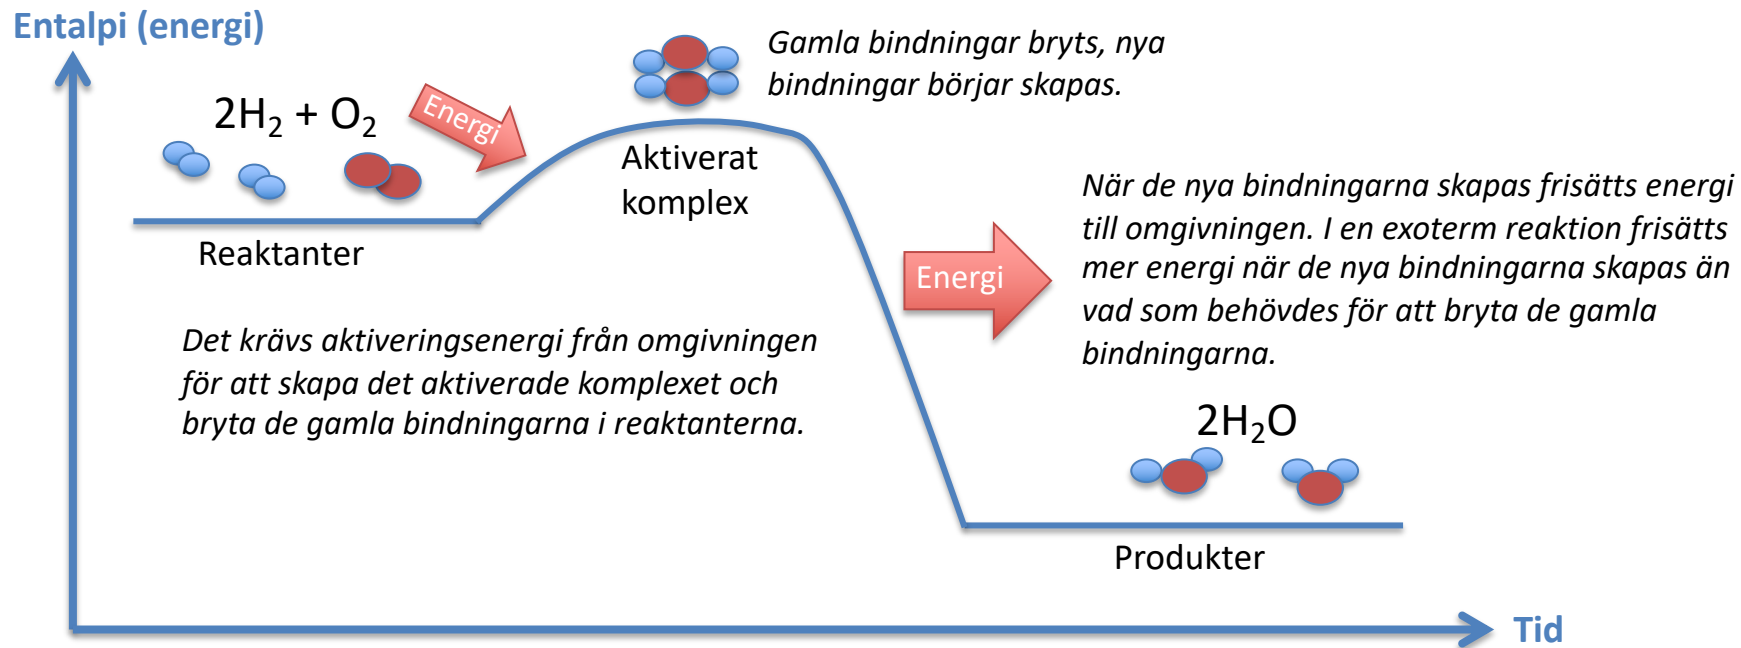 Entalpi (energi)
2H₂ + O₂
Energi
Gamla bindningar bryts, nya
bindningar börjar skapas.
Aktiverat
komplex
Reaktanter
Det krävs aktiveringsenergi från omgivningen
för att skapa det aktiverade komplexet och
bryta de gamla bindningarna i reaktanterna.
Energi
När de nya bindningarna skapas frisätts energi
till omgivningen. I en exoterm reaktion frisätts
mer energi när de nya bindningarna skapas än
vad som behövdes för att bryta de gamla
bindningarna.
2H₂O
Produkter
Tid